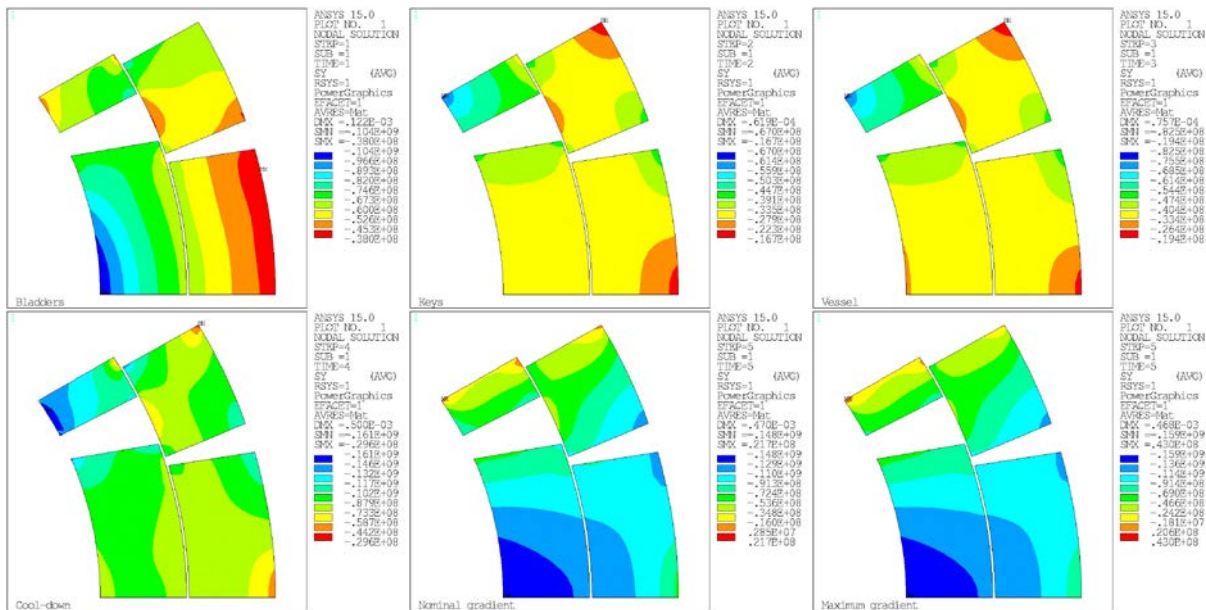 1
ANSYS 15.0
PLOT NO. 1
NODAL SOLUTION
STEP=1
SUB =1
TIME=1
SY (AVG)
RSYS=1
PowerGraphics
EFACET=1
AVRES=Mat
DMX =.122E-03
SMN =-.104E+09
SMX =-.380E+08
-.104E+09
-.966E+08
-.893E+08
-.820E+08
-.746E+08
-.673E+08
-.600E+08
-.526E+08
-.453E+08
-.380E+08
MX
Bladders
1
ANSYS 15.0
PLOT NO. 1
NODAL SOLUTION
STEP=2
SUB =1
TIME=2
SY (AVG)
RSYS=1
PowerGraphics
EFACET=1
AVRES=Mat
DMX =.619E-04
SMN =-.670E+08
SMX =-.167E+08
-.670E+08
-.614E+08
-.559E+08
-.503E+08
-.447E+08
-.391E+08
-.335E+08
-.279E+08
-.223E+08
-.167E+08
MX
Keys
1
ANSYS 15.0
PLOT NO. 1
NODAL SOLUTION
STEP=3
SUB =1
TIME=3
SY (AVG)
RSYS=1
PowerGraphics
EFACET=1
AVRES=Mat
DMX =.757E-04
SMN =-.825E+08
SMX =-.194E+08
-.825E+08
-.755E+08
-.685E+08
-.614E+08
-.544E+08
-.474E+08
-.404E+08
-.334E+08
-.264E+08
-.194E+08
MX
Vessel
1
ANSYS 15.0
PLOT NO. 1
NODAL SOLUTION
STEP=4
SUB =1
TIME=4
SY (AVG)
RSYS=1
PowerGraphics
EFACET=1
AVRES=Mat
DMX =.500E-03
SMN =-.161E+09
SMX =-.296E+08
-.161E+09
-.146E+09
-.132E+09
-.117E+09
-.102E+09
-.879E+08
-.733E+08
-.587E+08
-.442E+08
-.296E+08
MX
Cool-down
1
ANSYS 15.0
PLOT NO. 1
NODAL SOLUTION
STEP=5
SUB =1
TIME=5
SY (AVG)
RSYS=1
PowerGraphics
EFACET=1
AVRES=Mat
DMX =.470E-03
SMN =-.148E+09
SMX =.217E+08
-.148E+09
-.129E+09
-.110E+09
-.913E+08
-.724E+08
-.536E+08
-.348E+08
-.160E+08
.285E+07
.217E+08
Nominal gradient
1
ANSYS 15.0
PLOT NO. 1
NODAL SOLUTION
STEP=5
SUB =1
TIME=5
SY (AVG)
RSYS=1
PowerGraphics
EFACET=1
AVRES=Mat
DMX =.468E-03
SMN =-.159E+09
SMX =.430E+08
-.159E+09
-.136E+09
-.114E+09
-.914E+08
-.690E+08
-.466E+08
-.242E+08
-.181E+07
.206E+08
.430E+08
Maximum gradient